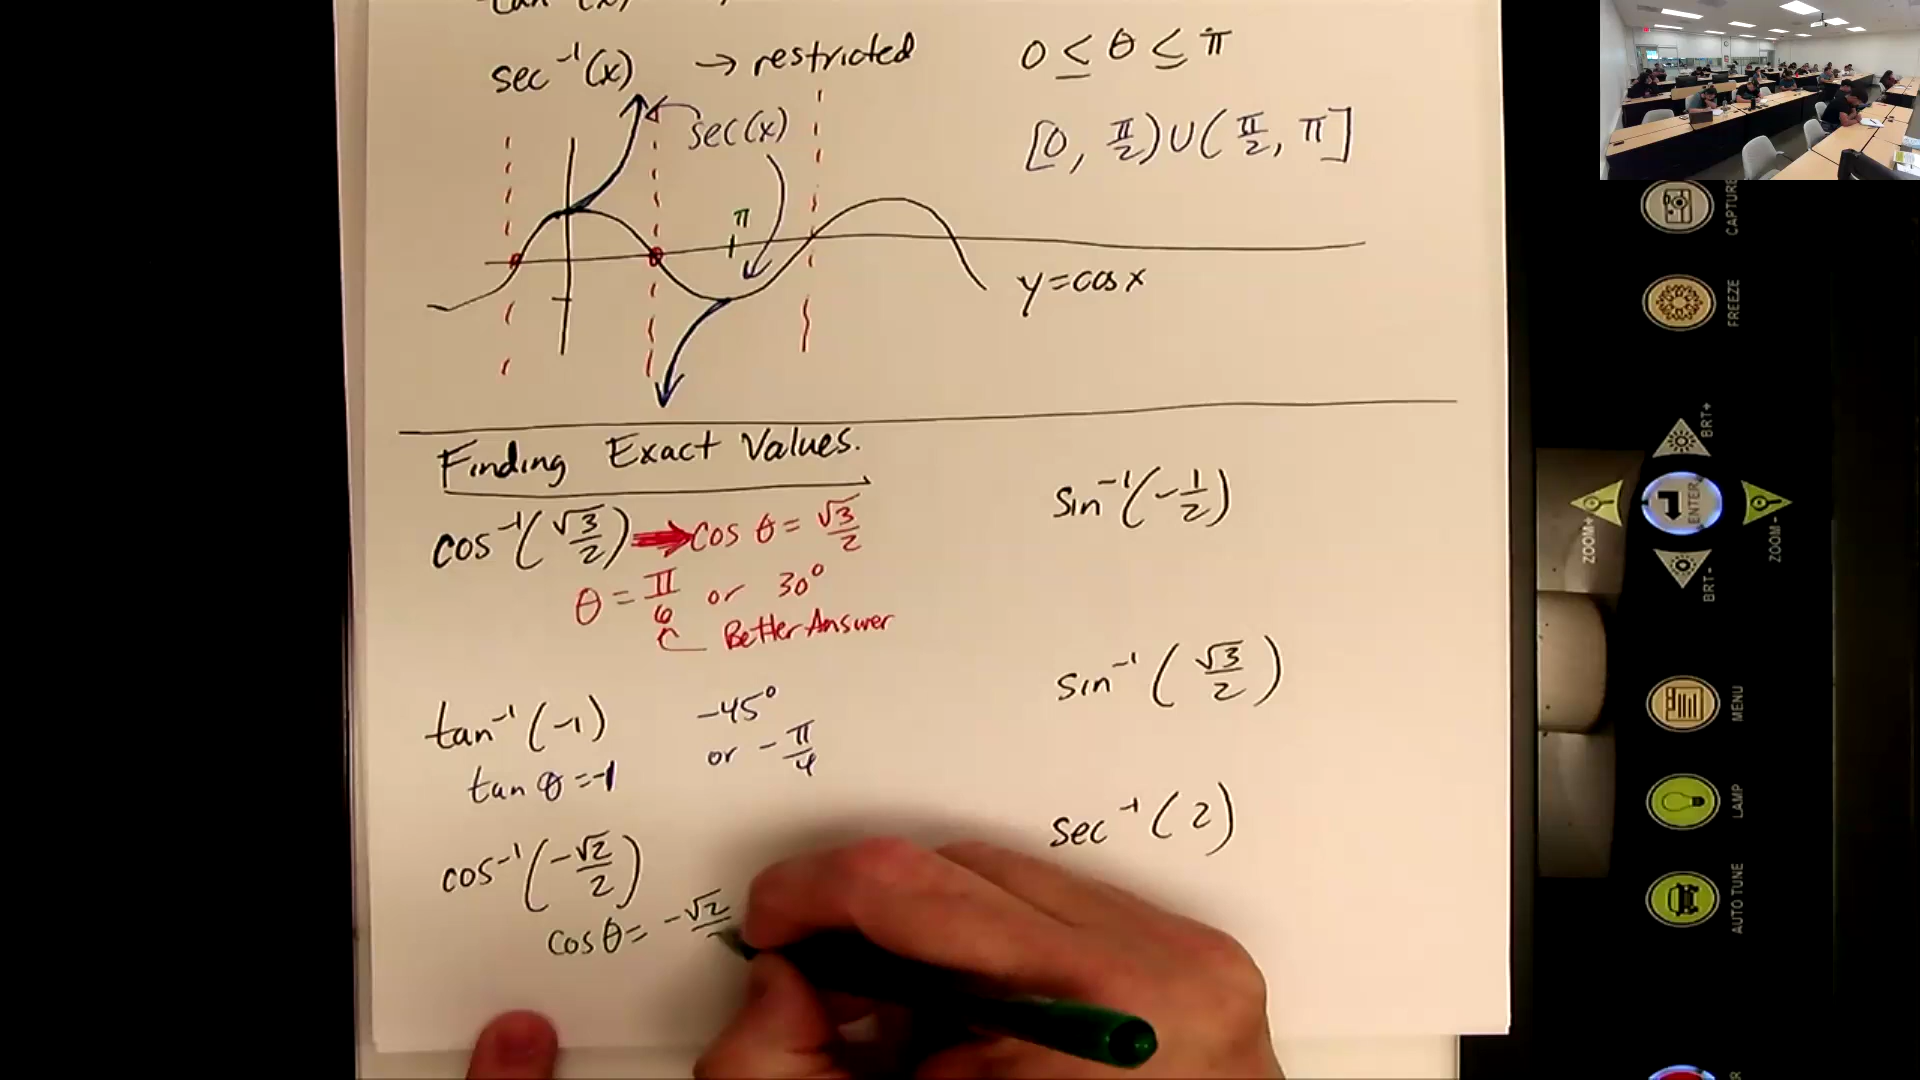 tan⁻¹(x)
sec⁻¹(x) → restricted
0 ≤ θ ≤ π
sec(x)
[0, π/2) ∪ (π/2, π]
π
y = cos x
Finding Exact Values.
cos⁻¹(√3/2) ⇒ cos θ = √3/2
θ = π/6 or 30°
Better Answer
tan⁻¹(-1) -45°
or -π/4
tan θ = -1
cos⁻¹(-√2/2)
cos θ = -√2/
sin⁻¹(-1/2)
sin⁻¹(√3/2)
sec⁻¹(2)
CAPTURE
FREEZE
BRT+
ZOOM+
ENTER
ZOOM-
BRT-
MENU
LAMP
AUTO TUNE